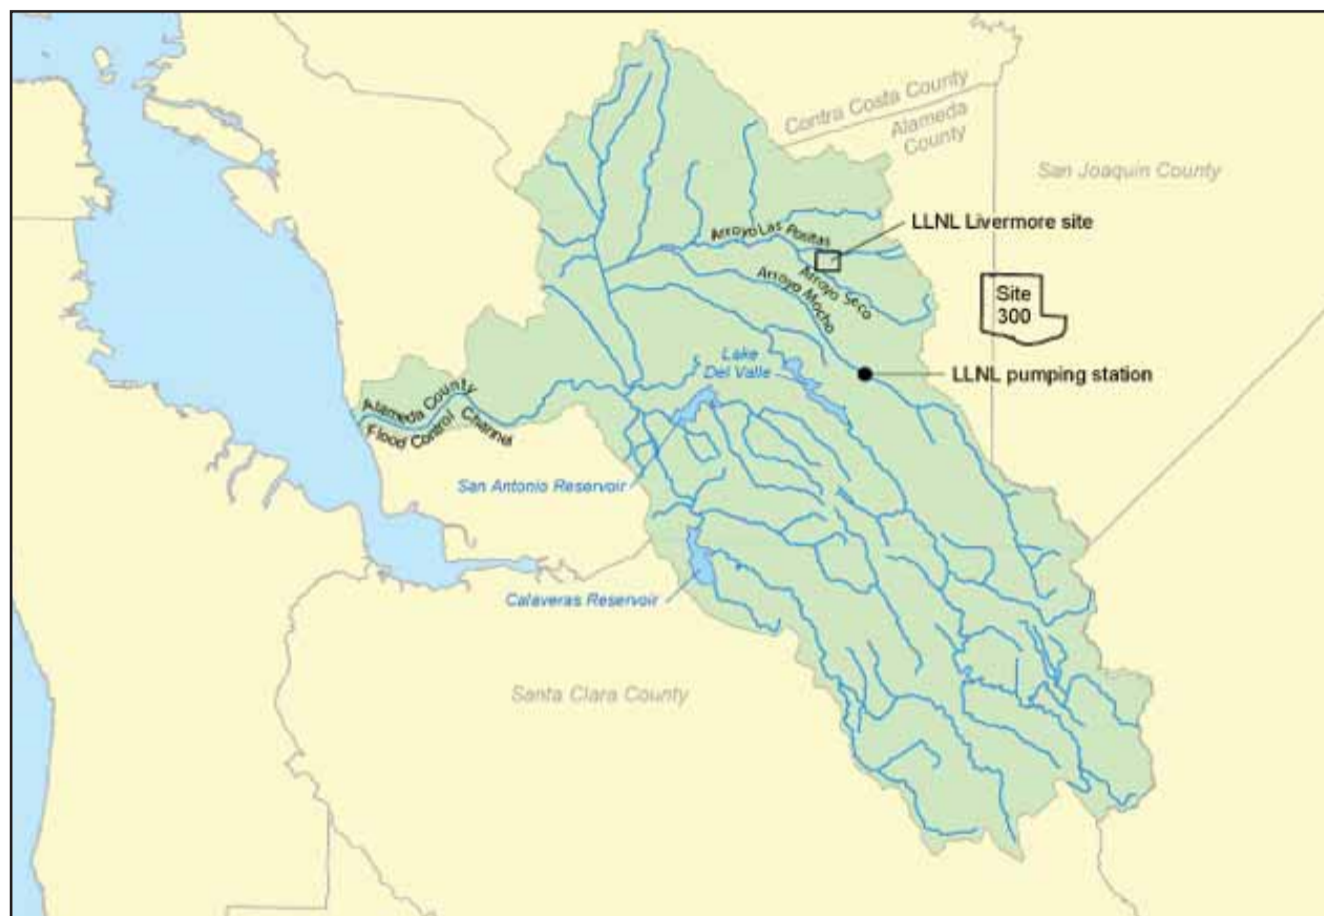 Contra Costa County
Alameda
County
San Joaquin County
LLNL Livermore site
Arroyo Las Positas
Arroyo Seco
Arroyo Mocho
Site
300
Lake
Del Valle
LLNL pumping station
Alameda County
Flood Control Channel
San Antonio Reservoir
Calaveras Reservoir
Santa Clara County